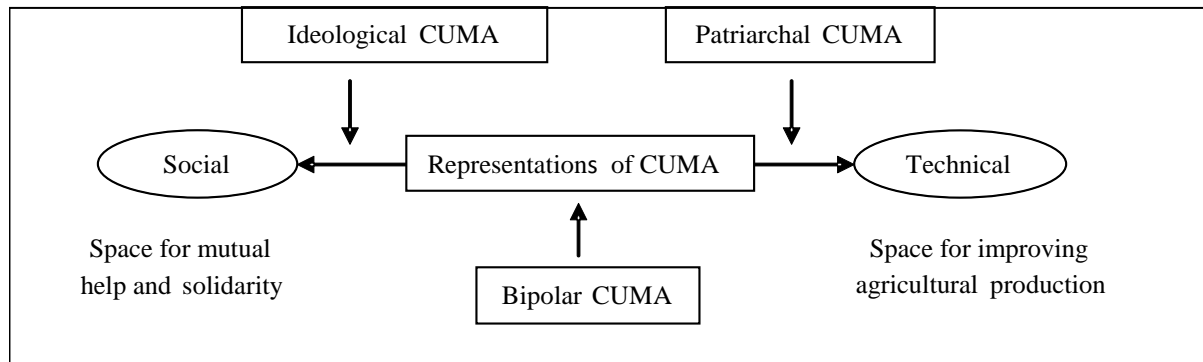 Ideological CUMA
Patriarchal CUMA
Social
Representations of CUMA
Technical
Space for mutual
help and solidarity
Space for improving
agricultural production
Bipolar CUMA